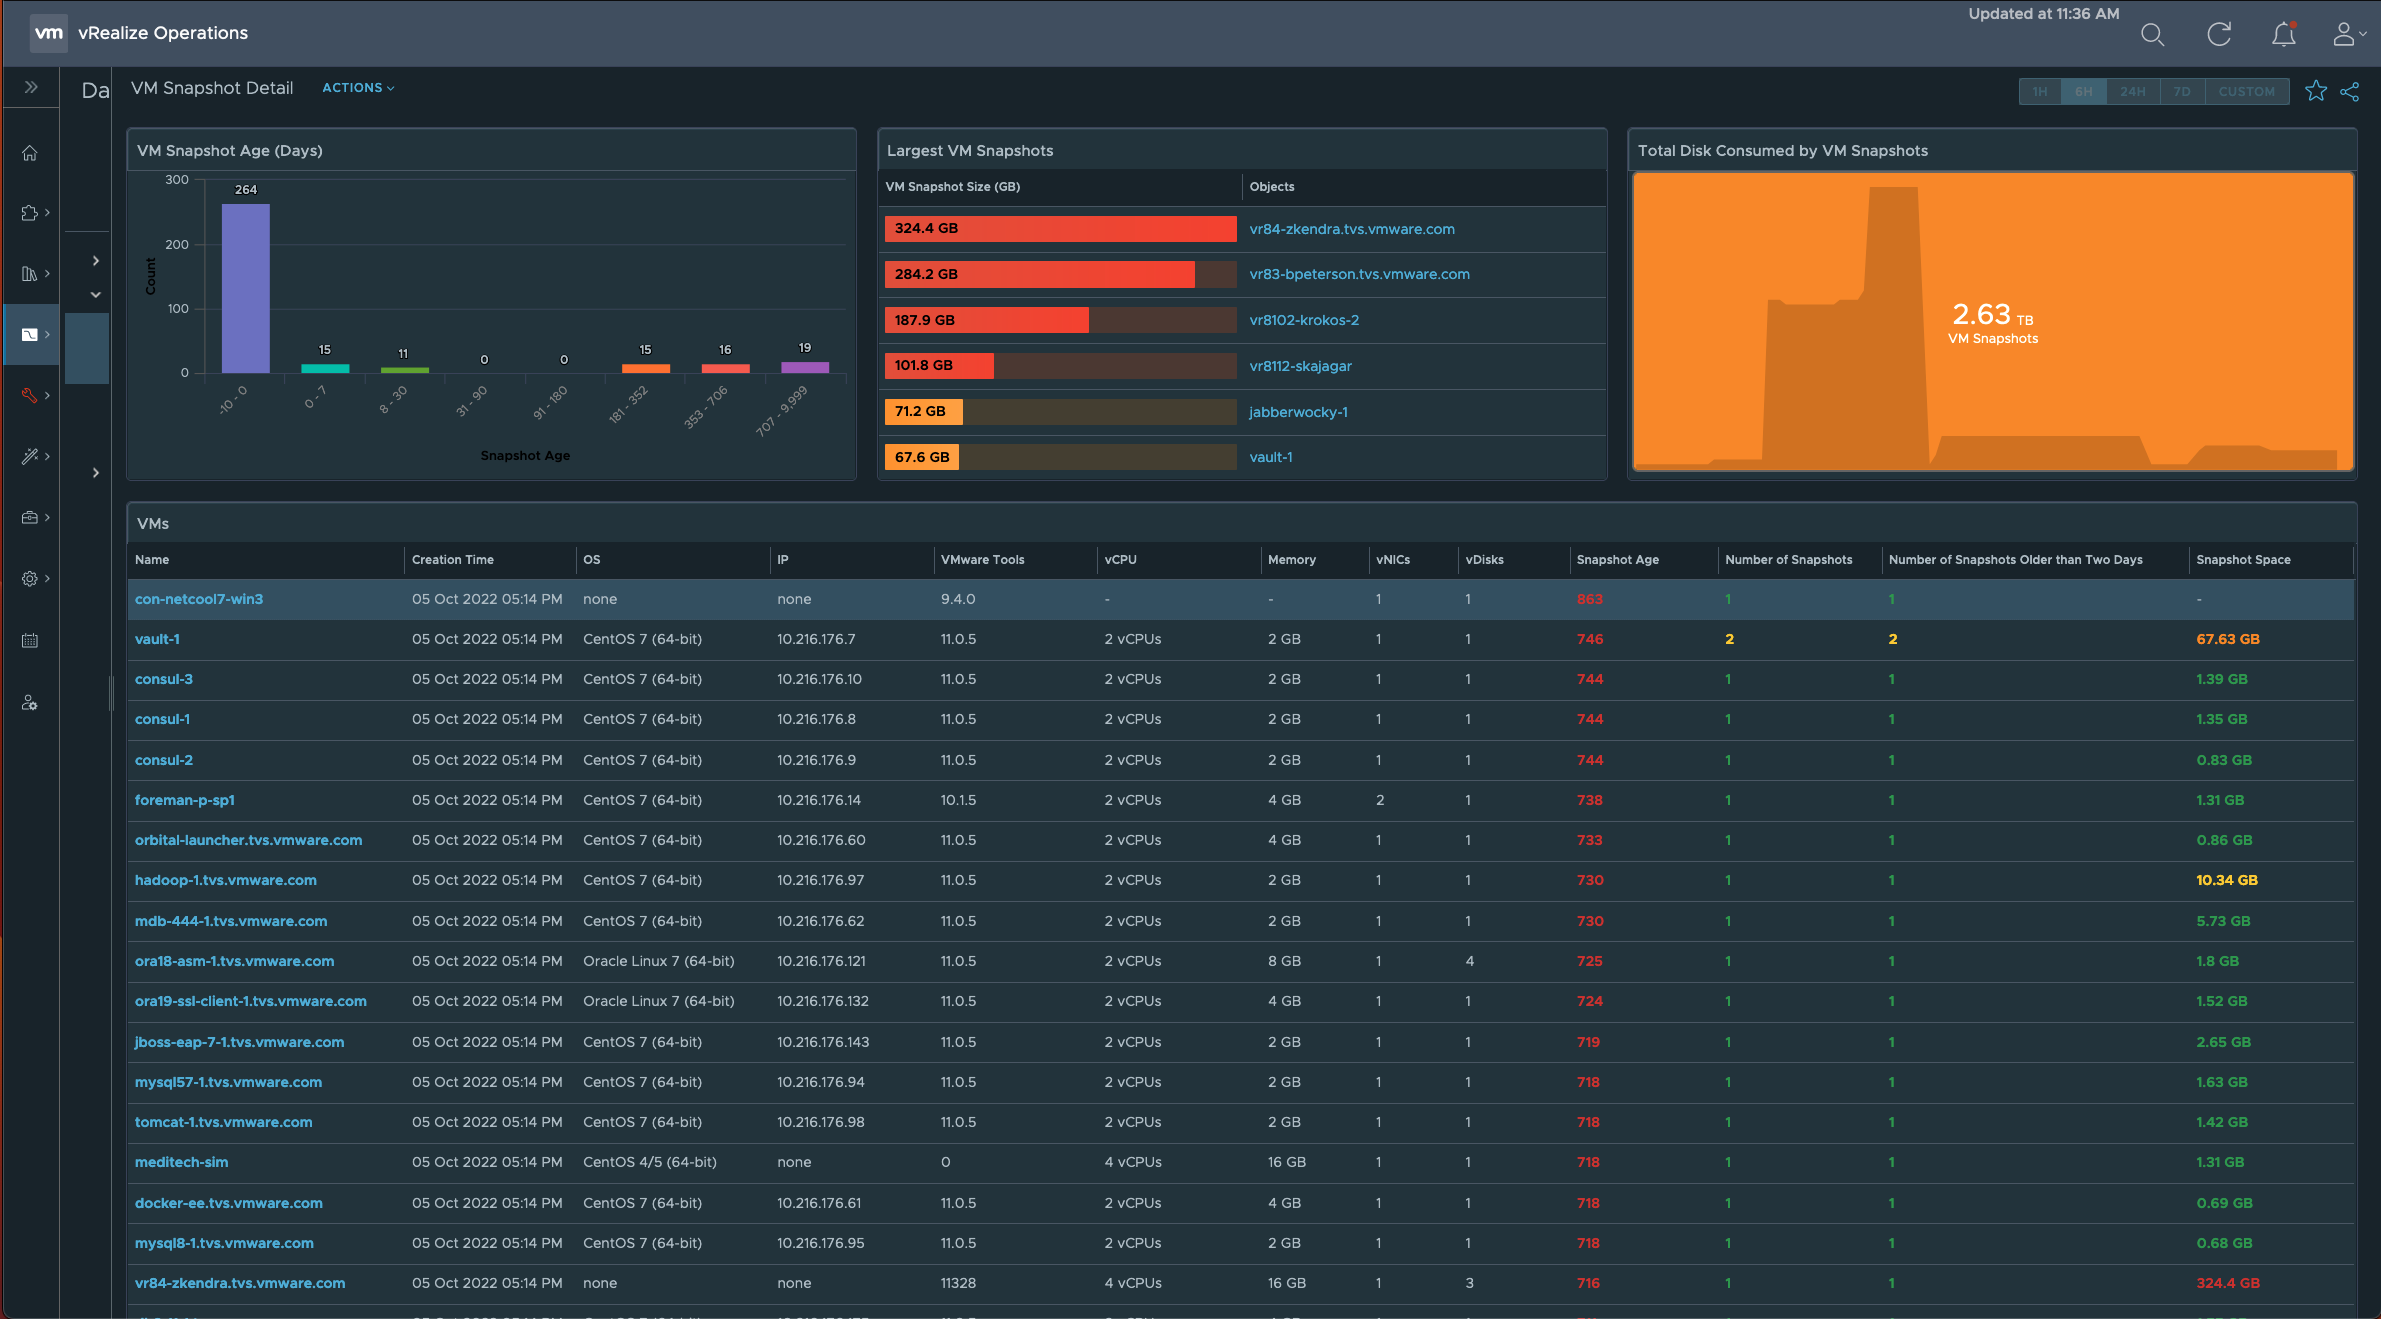 Updated at 11:36 AM
vm vRealize Operations
Da
VM Snapshot Detail ACTIONS
1H 6H 24H 7D CUSTOM
VM Snapshot Age (Days)
300
200
100
0
Count
264
15
11
0
0
15
16
19
-10 - 0
0 - 7
8 - 30
31 - 90
91 - 180
181 - 352
353 - 706
707 - 9,999
Snapshot Age
Largest VM Snapshots
VM Snapshot Size (GB) Objects
324.4 GB vr84-zkendra.tvs.vmware.com
284.2 GB vr83-bpeterson.tvs.vmware.com
187.9 GB vr8102-krokos-2
101.8 GB vr8112-skajagar
71.2 GB jabberwocky-1
67.6 GB vault-1
Total Disk Consumed by VM Snapshots
2.63 TB
VM Snapshots
VMs
Name Creation Time OS IP VMware Tools vCPU Memory vNICs vDisks Snapshot Age Number of Snapshots Number of Snapshots Older than Two Days Snapshot Space
con-netcool7-win3 05 Oct 2022 05:14 PM none none 9.4.0 - - 1 1 863 1 1 -
vault-1 05 Oct 2022 05:14 PM CentOS 7 (64-bit) 10.216.176.7 11.0.5 2 vCPUs 2 GB 1 1 746 2 2 67.63 GB
consul-3 05 Oct 2022 05:14 PM CentOS 7 (64-bit) 10.216.176.10 11.0.5 2 vCPUs 2 GB 1 1 744 1 1 1.39 GB
consul-1 05 Oct 2022 05:14 PM CentOS 7 (64-bit) 10.216.176.8 11.0.5 2 vCPUs 2 GB 1 1 744 1 1 1.35 GB
consul-2 05 Oct 2022 05:14 PM CentOS 7 (64-bit) 10.216.176.9 11.0.5 2 vCPUs 2 GB 1 1 744 1 1 0.83 GB
foreman-p-sp1 05 Oct 2022 05:14 PM CentOS 7 (64-bit) 10.216.176.14 10.1.5 2 vCPUs 4 GB 2 1 738 1 1 1.31 GB
orbital-launcher.tvs.vmware.com 05 Oct 2022 05:14 PM CentOS 7 (64-bit) 10.216.176.60 11.0.5 2 vCPUs 4 GB 1 1 733 1 1 0.86 GB
hadoop-1.tvs.vmware.com 05 Oct 2022 05:14 PM CentOS 7 (64-bit) 10.216.176.97 11.0.5 2 vCPUs 2 GB 1 1 730 1 1 10.34 GB
mdb-444-1.tvs.vmware.com 05 Oct 2022 05:14 PM CentOS 7 (64-bit) 10.216.176.62 11.0.5 2 vCPUs 2 GB 1 1 730 1 1 5.73 GB
ora18-asm-1.tvs.vmware.com 05 Oct 2022 05:14 PM Oracle Linux 7 (64-bit) 10.216.176.121 11.0.5 2 vCPUs 8 GB 1 4 725 1 1 1.8 GB
ora19-ssl-client-1.tvs.vmware.com 05 Oct 2022 05:14 PM Oracle Linux 7 (64-bit) 10.216.176.132 11.0.5 2 vCPUs 4 GB 1 1 724 1 1 1.52 GB
jboss-eap-7-1.tvs.vmware.com 05 Oct 2022 05:14 PM CentOS 7 (64-bit) 10.216.176.143 11.0.5 2 vCPUs 2 GB 1 1 719 1 1 2.65 GB
mysql57-1.tvs.vmware.com 05 Oct 2022 05:14 PM CentOS 7 (64-bit) 10.216.176.94 11.0.5 2 vCPUs 2 GB 1 1 718 1 1 1.63 GB
tomcat-1.tvs.vmware.com 05 Oct 2022 05:14 PM CentOS 7 (64-bit) 10.216.176.98 11.0.5 2 vCPUs 2 GB 1 1 718 1 1 1.42 GB
meditech-sim 05 Oct 2022 05:14 PM CentOS 4/5 (64-bit) none 0 4 vCPUs 16 GB 1 1 718 1 1 1.31 GB
docker-ee.tvs.vmware.com 05 Oct 2022 05:14 PM CentOS 7 (64-bit) 10.216.176.61 11.0.5 2 vCPUs 4 GB 1 1 718 1 1 0.69 GB
mysql8-1.tvs.vmware.com 05 Oct 2022 05:14 PM CentOS 7 (64-bit) 10.216.176.95 11.0.5 2 vCPUs 2 GB 1 1 718 1 1 0.68 GB
vr84-zkendra.tvs.vmware.com 05 Oct 2022 05:14 PM none none 11328 4 vCPUs 16 GB 1 3 716 1 1 324.4 GB